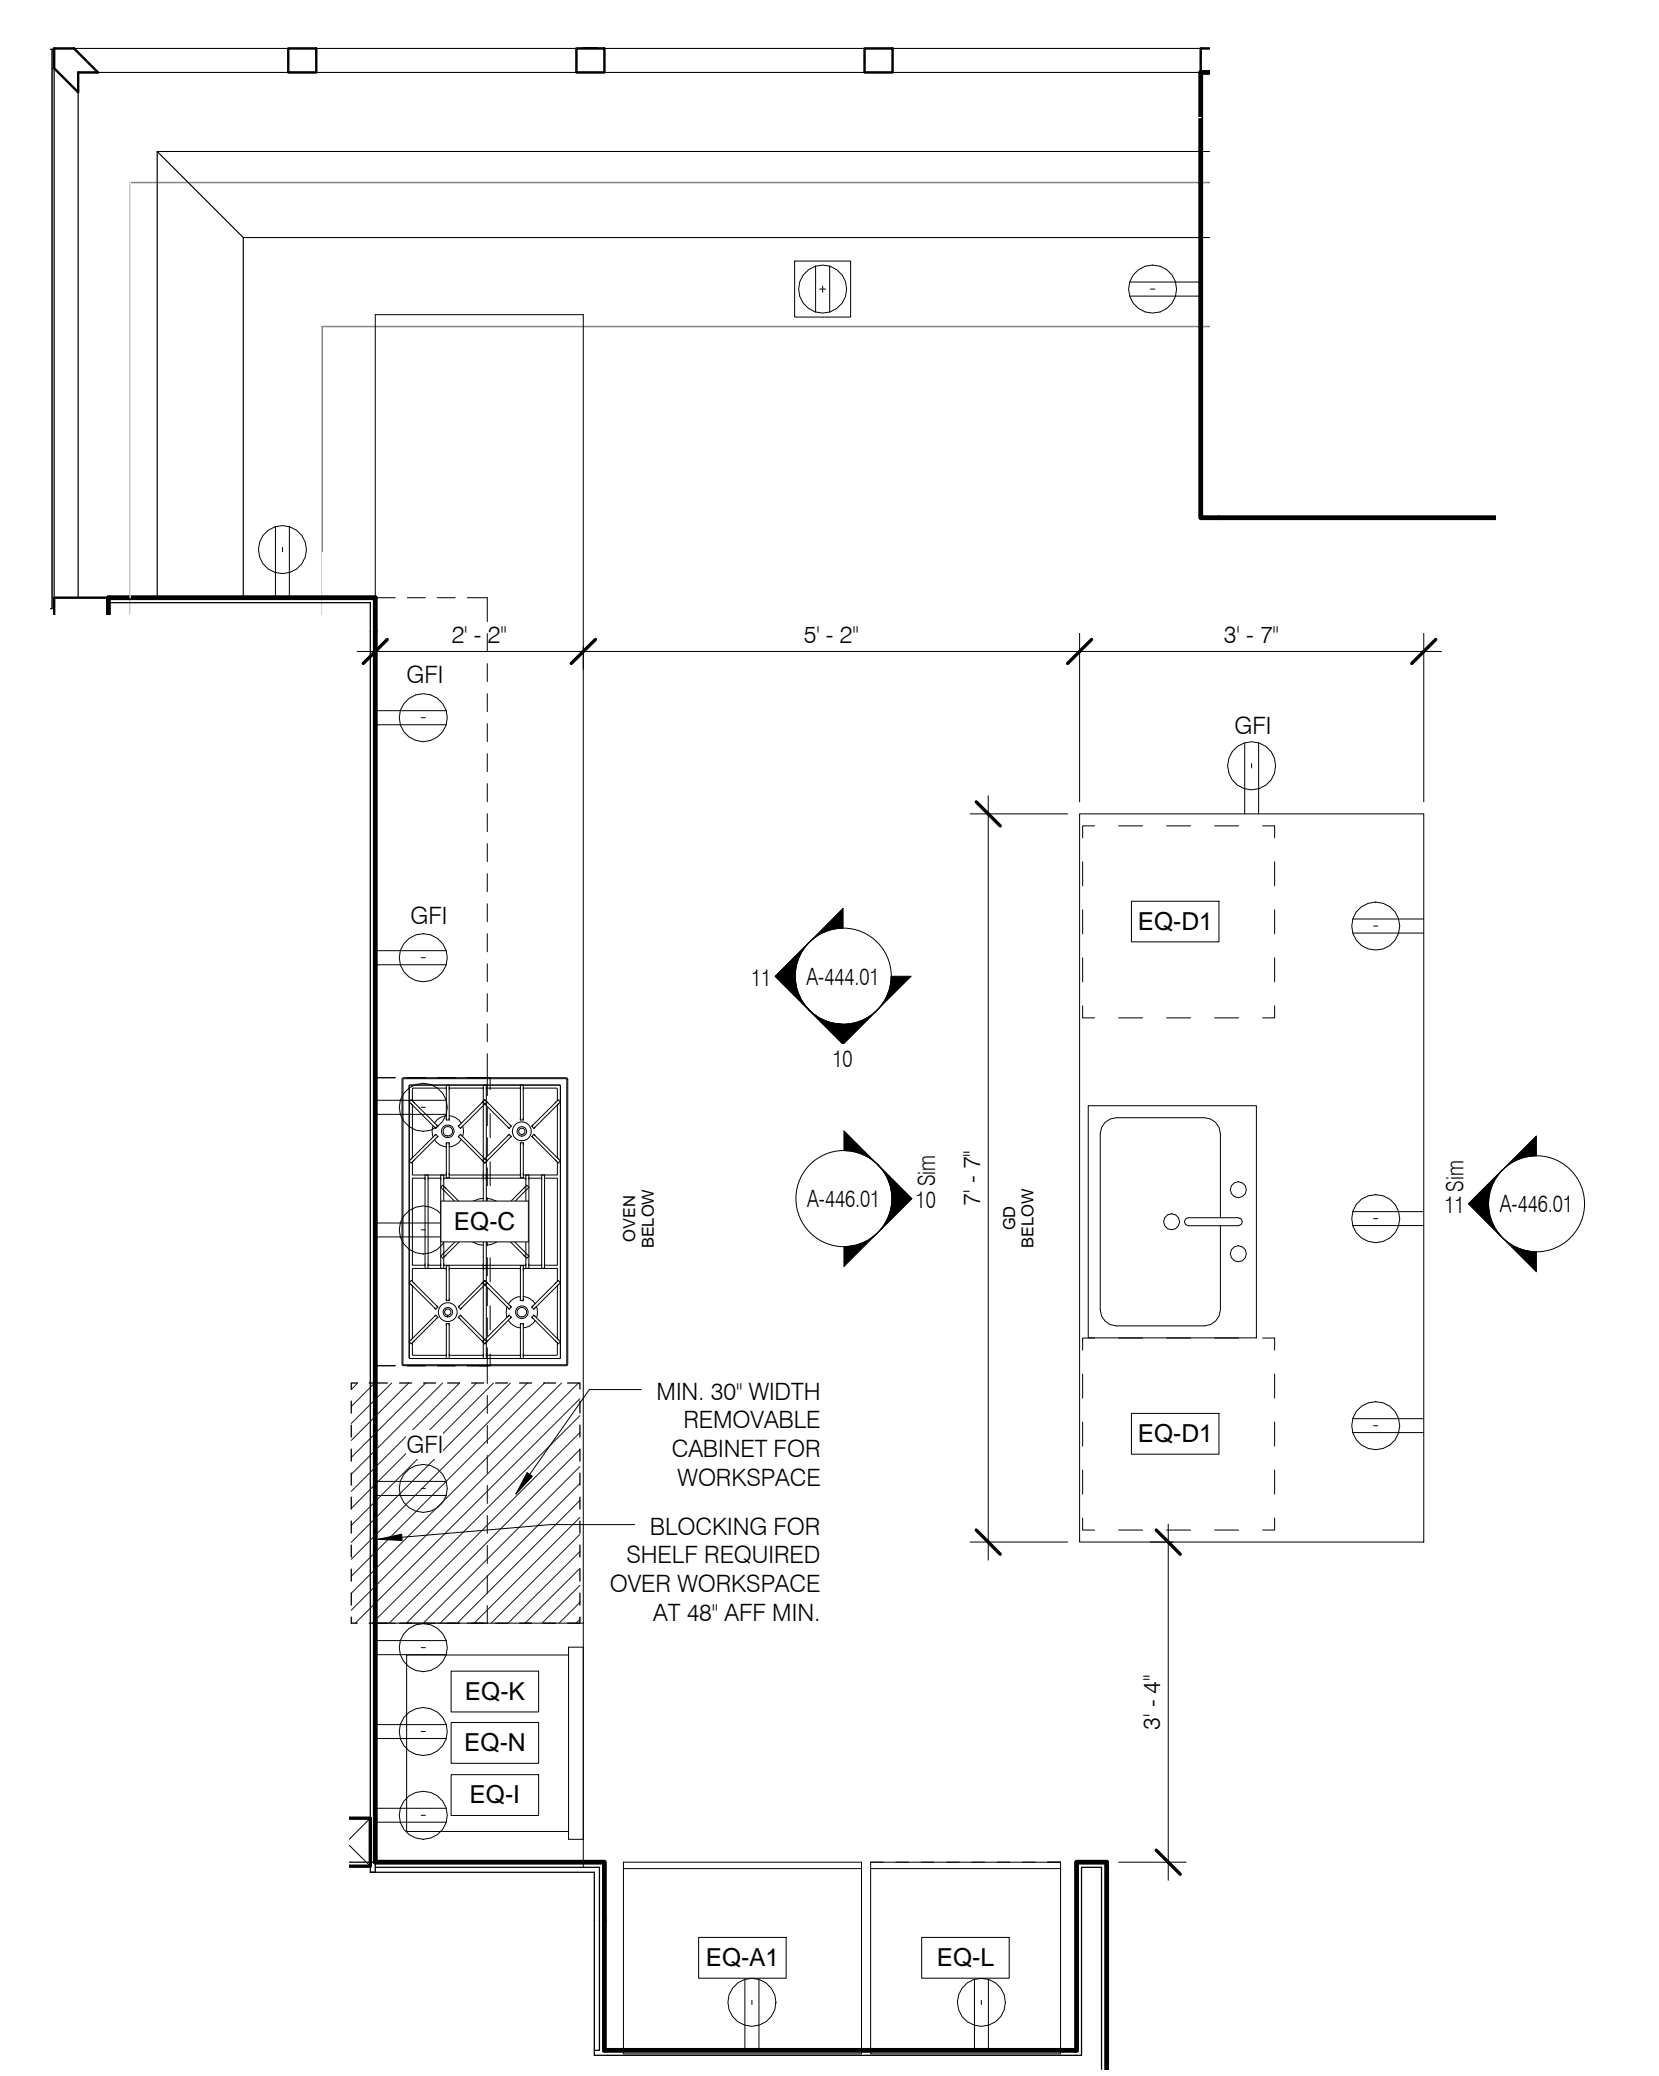 2' - 2"
5' - 2"
3' - 7"
GFI
GFI
GFI
EQ-D1
11
A-444.01
10
EQ-C
OVEN
BELOW
A-446.01
10
Sim
7' - 7"
GD
BELOW
Sim
11
A-446.01
MIN. 30" WIDTH
REMOVABLE
CABINET FOR
WORKSPACE
GFI
EQ-D1
BLOCKING FOR
SHELF REQUIRED
OVER WORKSPACE
AT 48" AFF MIN.
EQ-K
EQ-N
EQ-I
3' - 4"
EQ-A1
EQ-L